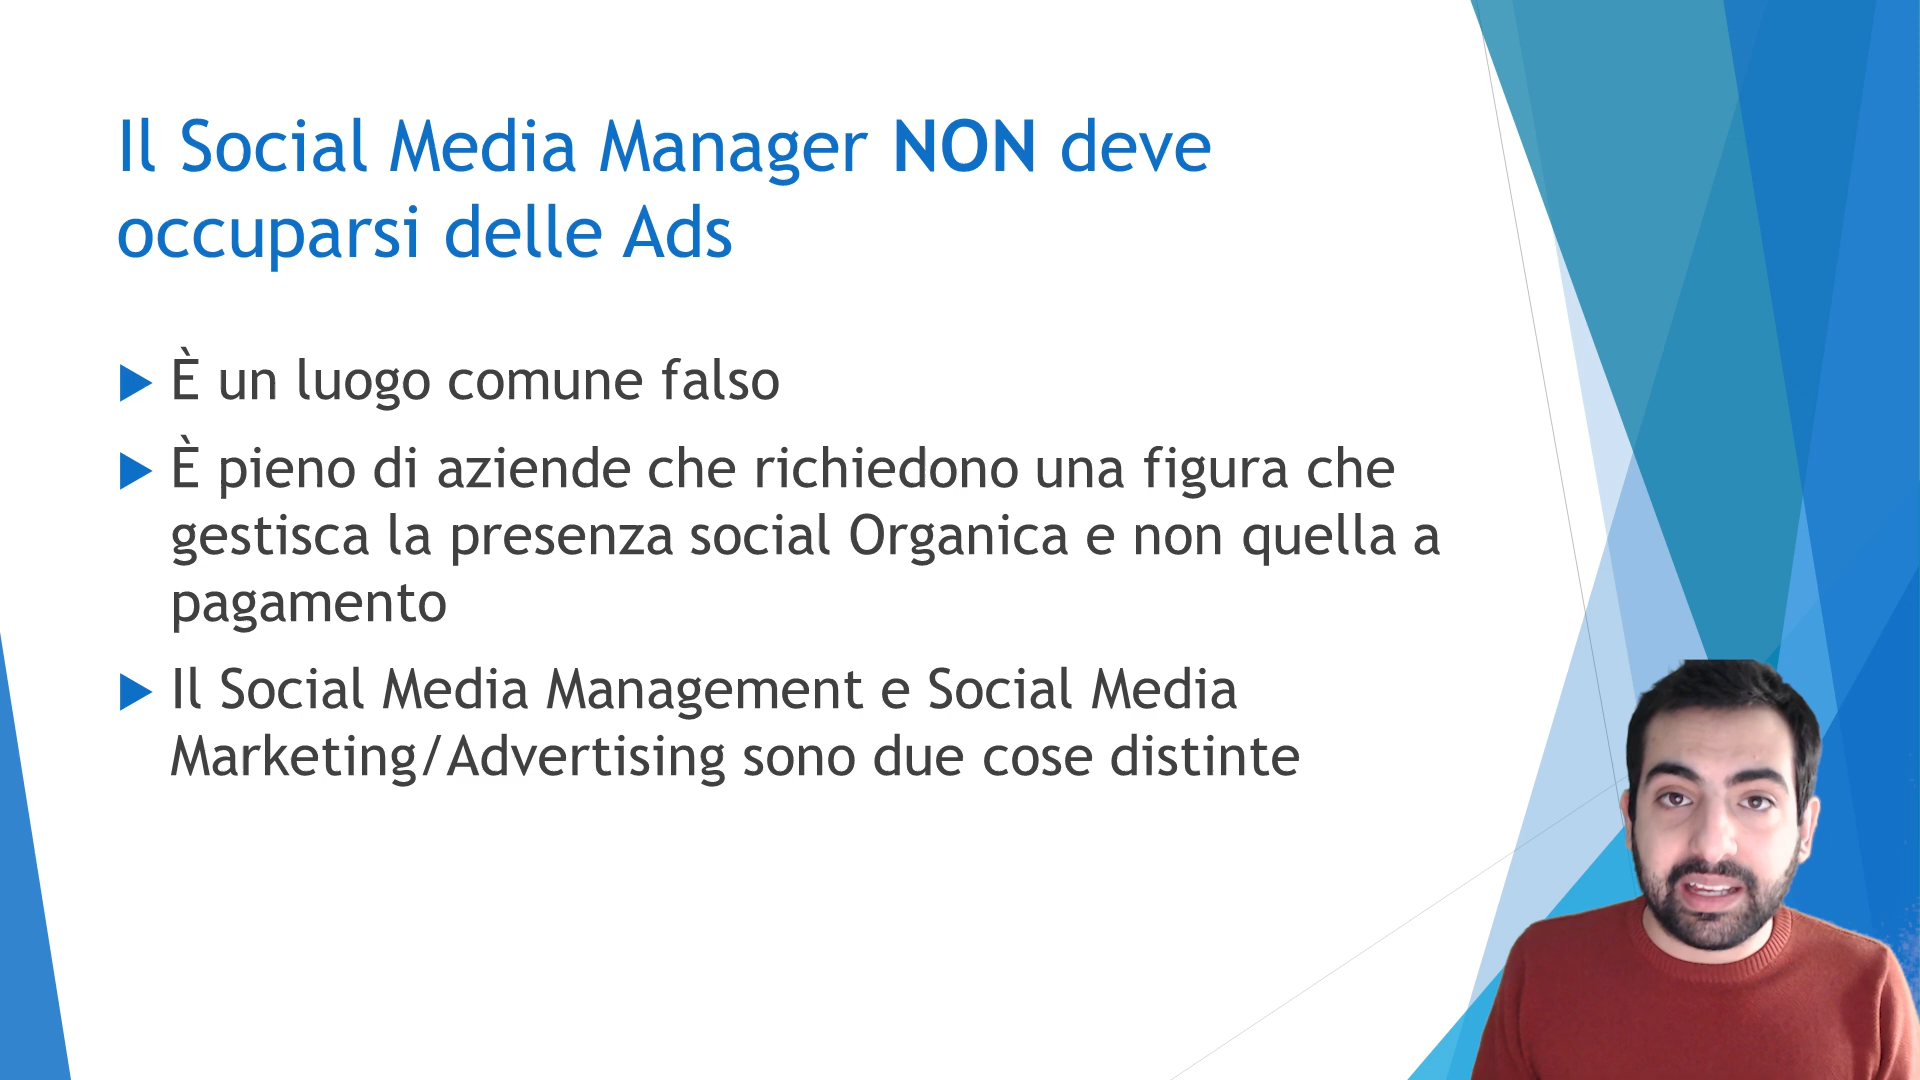 Il Social Media Manager NON deve
occuparsi delle Ads
È un luogo comune falso
È pieno di aziende che richiedono una figura che
gestisca la presenza social Organica e non quella a
pagamento
Il Social Media Management e Social Media
Marketing/Advertising sono due cose distinte